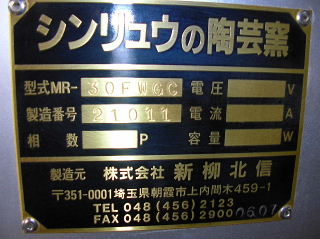 シンリュウの陶芸窯
型式MR- 30FWGC 電圧 V
製造番号 21011 電流 A
相数 P 容量 W
製造元 株式会社 新柳北信
〒351-0001埼玉県朝霞市上内間木459-1
TEL 048(456)2123
FAX 048(456)2900 0607